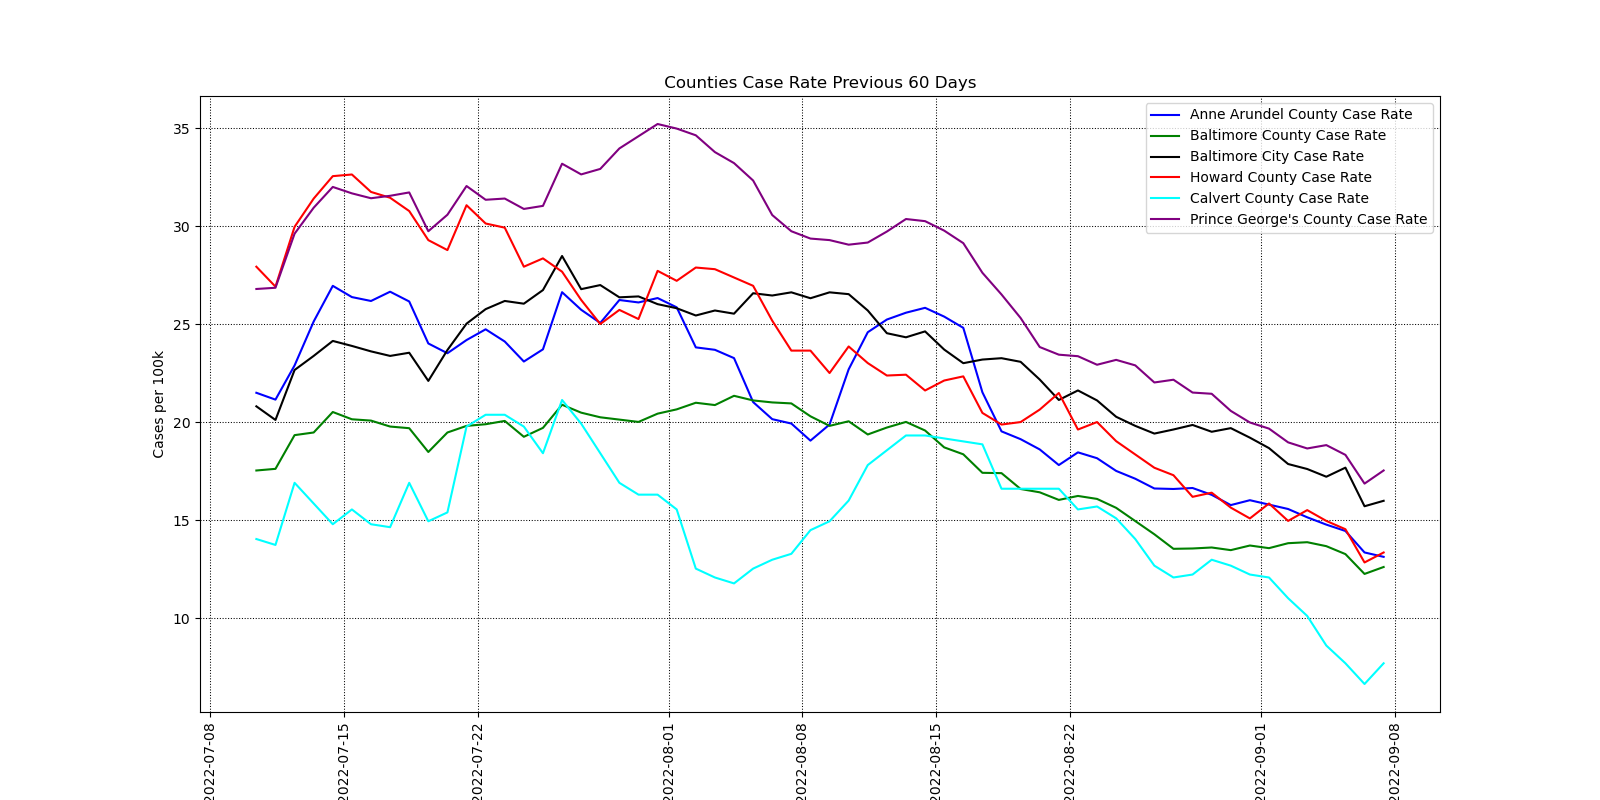 Counties Case Rate Previous 60 Days
Anne Arundel County Case Rate
Baltimore County Case Rate
Baltimore City Case Rate
Howard County Case Rate
Calvert County Case Rate
Prince George's County Case Rate
Cases per 100k
35
30
25
20
15
10
2022-07-08
2022-07-15
2022-07-22
2022-08-01
2022-08-08
2022-08-15
2022-08-22
2022-09-01
2022-09-08